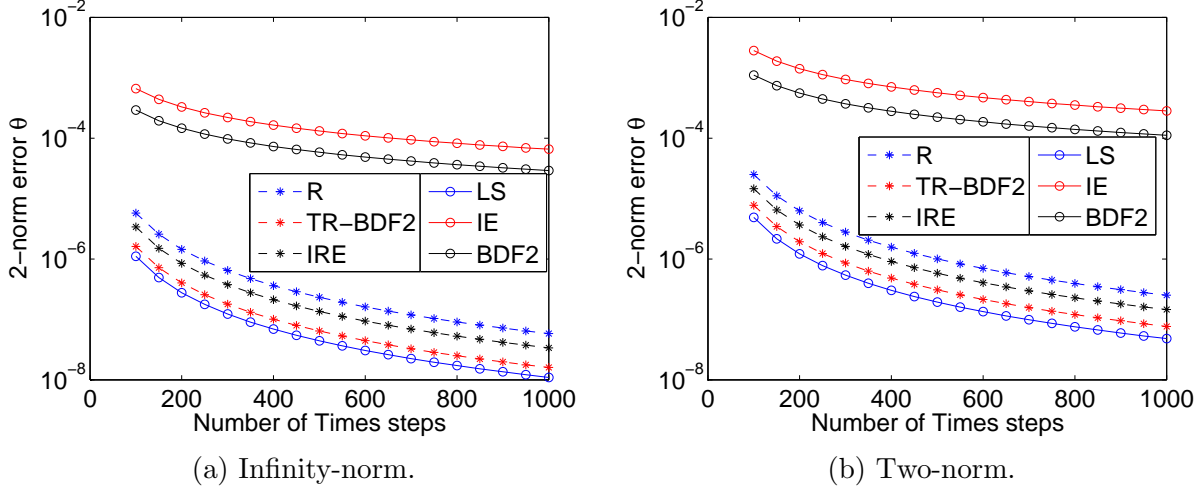 10−2
10−4
10−6
10−8
2−norm error θ
R
TR−BDF2
IRE
LS
IE
BDF2
0 200 400 600 800 1000
Number of Times steps
(a) Infinity-norm.
10−2
10−4
10−6
10−8
2−norm error θ
R
TR−BDF2
IRE
LS
IE
BDF2
0 200 400 600 800 1000
Number of Times steps
(b) Two-norm.